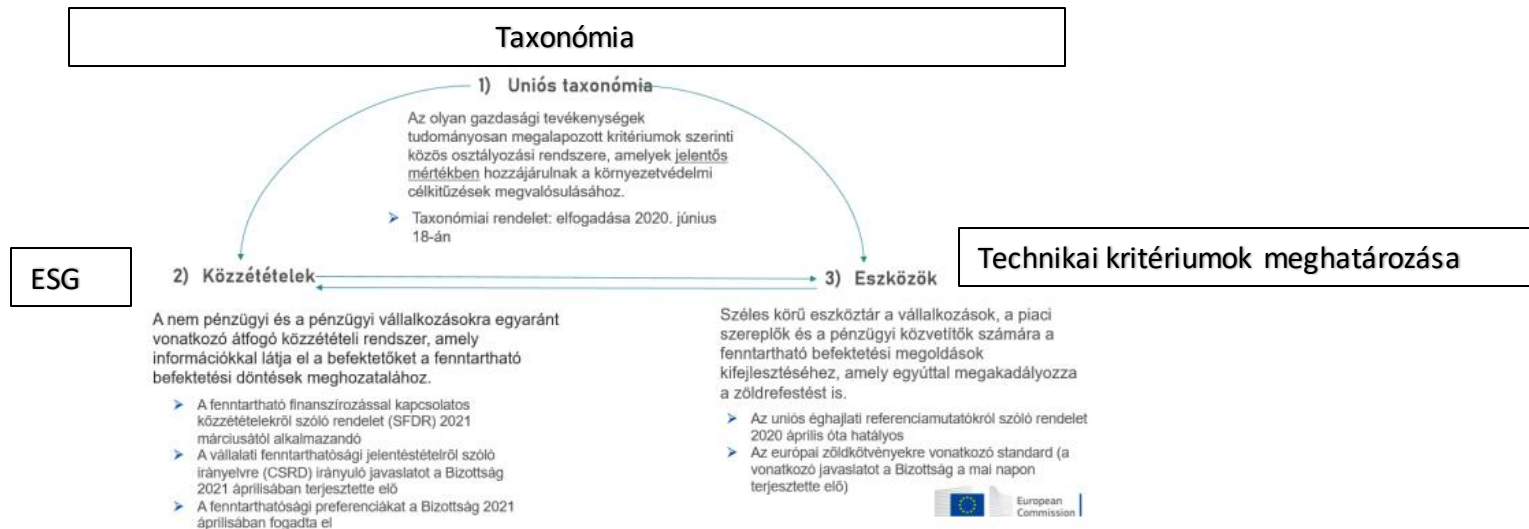 Taxonómia
1) Uniós taxonómia
Az olyan gazdasági tevékenységek
tudományosan megalapozott kritériumok szerinti
közös osztályozási rendszere, amelyek jelentős
mértékben hozzájárulnak a környezetvédelmi
célkitűzések megvalósulásához.
➢ Taxonómiai rendelet: elfogadása 2020. június
18-án
ESG
2) Közzétételek
3) Eszközök
Technikai kritériumok meghatározása
A nem pénzügyi és a pénzügyi vállalkozásokra egyaránt
vonatkozó átfogó közzétételi rendszer, amely
információkkal látja el a befektetőket a fenntartható
befektetési döntések meghozatalához.
➢ A fenntartható finanszírozással kapcsolatos
közzétételekről szóló rendelet (SFDR) 2021
márciusától alkalmazandó
➢ A vállalati fenntarthatósági jelentéstételről szóló
irányelvre (CSRD) irányuló javaslatot a Bizottság
2021 áprilisában terjesztette elő
➢ A fenntarthatósági preferenciákat a Bizottság 2021
áprilisában fogadta el
Széles körű eszköztár a vállalkozások, a piaci
szereplők és a pénzügyi közvetítők számára a
fenntartható befektetési megoldások
kifejlesztéséhez, amely egyúttal megakadályozza
a zöldrefestést is.
➢ Az uniós éghajlati referenciamutatókról szóló rendelet
2020 április óta hatályos
➢ Az európai zöldkötvényekre vonatkozó standard (a
vonatkozó javaslatot a Bizottság a mai napon
terjesztette elő)
European
Commission